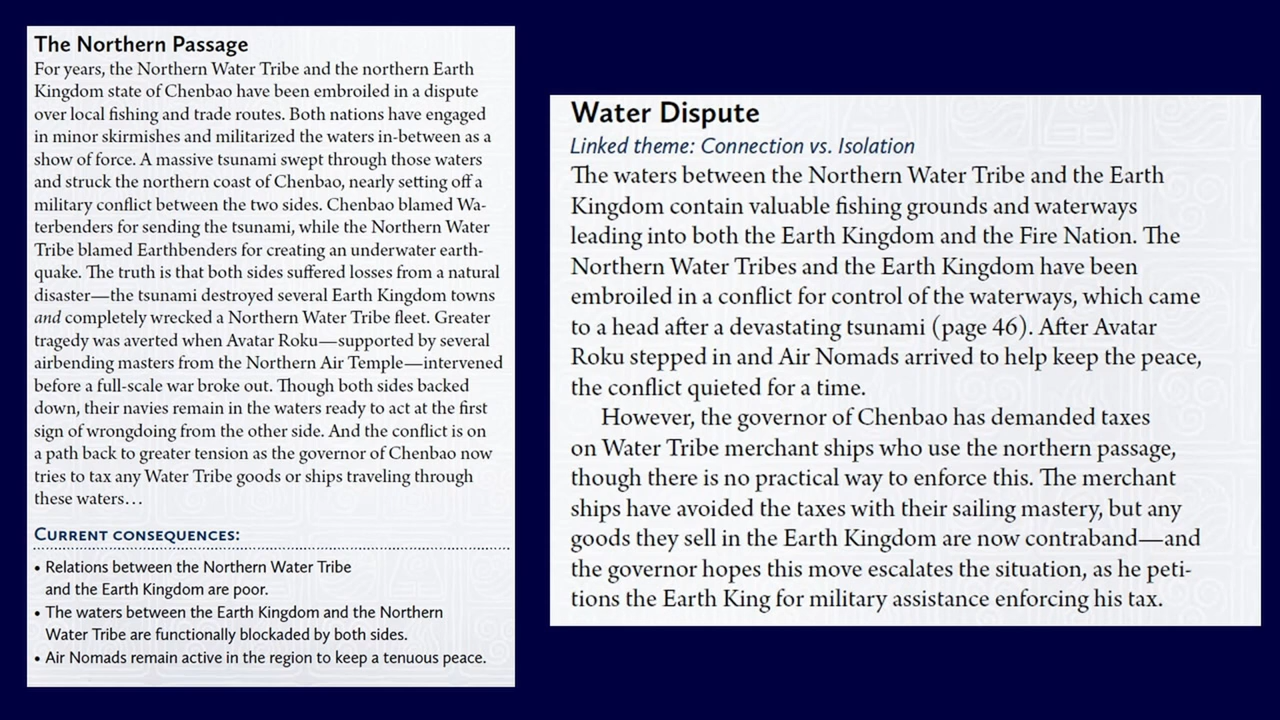 The Northern Passage
For years, the Northern Water Tribe and the northern Earth
Kingdom state of Chenbao have been embroiled in a dispute
over local fishing and trade routes. Both nations have engaged
in minor skirmishes and militarized the waters in-between as a
show of force. A massive tsunami swept through those waters
and struck the northern coast of Chenbao, nearly setting off a
military conflict between the two sides. Chenbao blamed Wa-
terbenders for sending the tsunami, while the Northern Water
Tribe blamed Earthbenders for creating an underwater earth-
quake. The truth is that both sides suffered losses from a natural
disaster—the tsunami destroyed several Earth Kingdom towns
and completely wrecked a Northern Water Tribe fleet. Greater
tragedy was averted when Avatar Roku—supported by several
airbending masters from the Northern Air Temple—intervened
before a full-scale war broke out. Though both sides backed
down, their navies remain in the waters ready to act at the first
sign of wrongdoing from the other side. And the conflict is on
a path back to greater tension as the governor of Chenbao now
tries to tax any Water Tribe goods or ships traveling through
these waters…
Current consequences:
• Relations between the Northern Water Tribe
and the Earth Kingdom are poor.
• The waters between the Earth Kingdom and the Northern
Water Tribe are functionally blockaded by both sides.
• Air Nomads remain active in the region to keep a tenuous peace.
Water Dispute
Linked theme: Connection vs. Isolation
The waters between the Northern Water Tribe and the Earth
Kingdom contain valuable fishing grounds and waterways
leading into both the Earth Kingdom and the Fire Nation. The
Northern Water Tribes and the Earth Kingdom have been
embroiled in a conflict for control of the waterways, which came
to a head after a devastating tsunami (page 46). After Avatar
Roku stepped in and Air Nomads arrived to help keep the peace,
the conflict quieted for a time.
However, the governor of Chenbao has demanded taxes
on Water Tribe merchant ships who use the northern passage,
though there is no practical way to enforce this. The merchant
ships have avoided the taxes with their sailing mastery, but any
goods they sell in the Earth Kingdom are now contraband—and
the governor hopes this move escalates the situation, as he peti-
tions the Earth King for military assistance enforcing his tax.